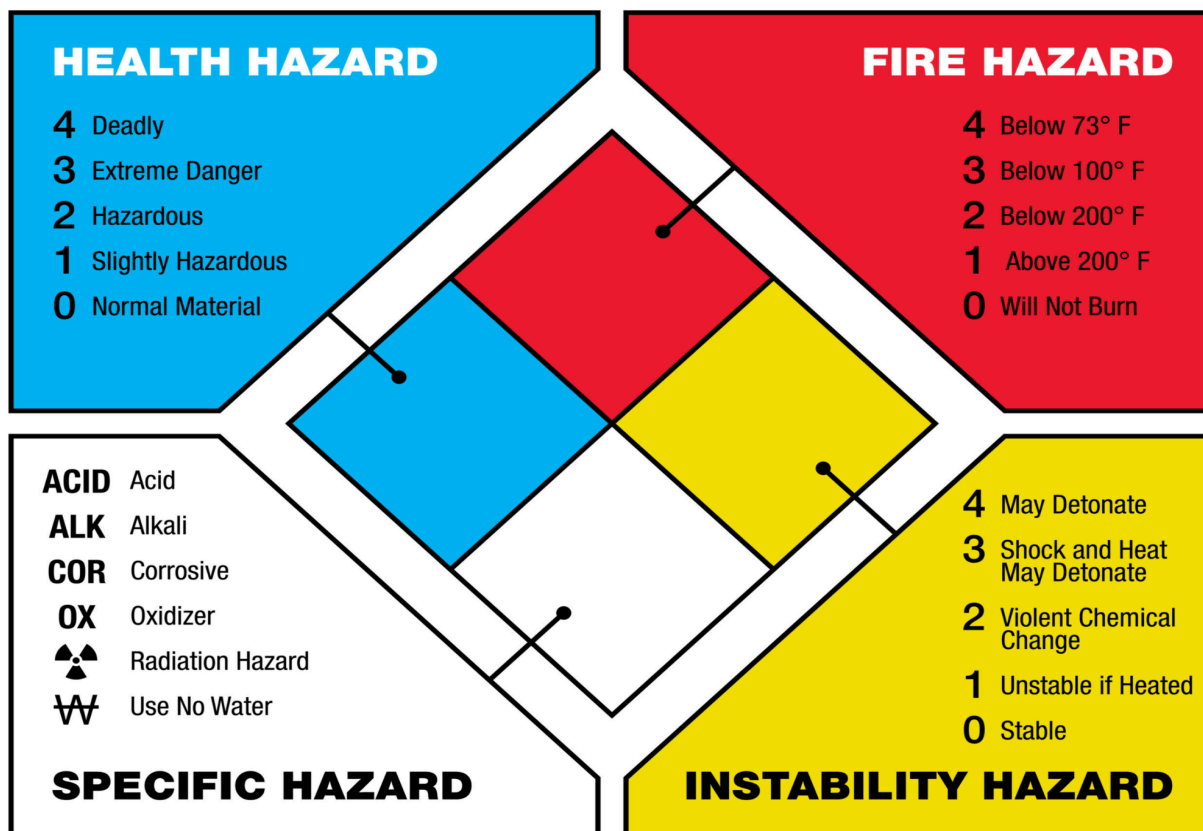 HEALTH HAZARD
4 Deadly
3 Extreme Danger
2 Hazardous
1 Slightly Hazardous
0 Normal Material
FIRE HAZARD
4 Below 73° F
3 Below 100° F
2 Below 200° F
1 Above 200° F
0 Will Not Burn
ACID Acid
ALK Alkali
COR Corrosive
OX Oxidizer
Radiation Hazard
W Use No Water
SPECIFIC HAZARD
4 May Detonate
3 Shock and Heat
May Detonate
2 Violent Chemical
Change
1 Unstable if Heated
0 Stable
INSTABILITY HAZARD